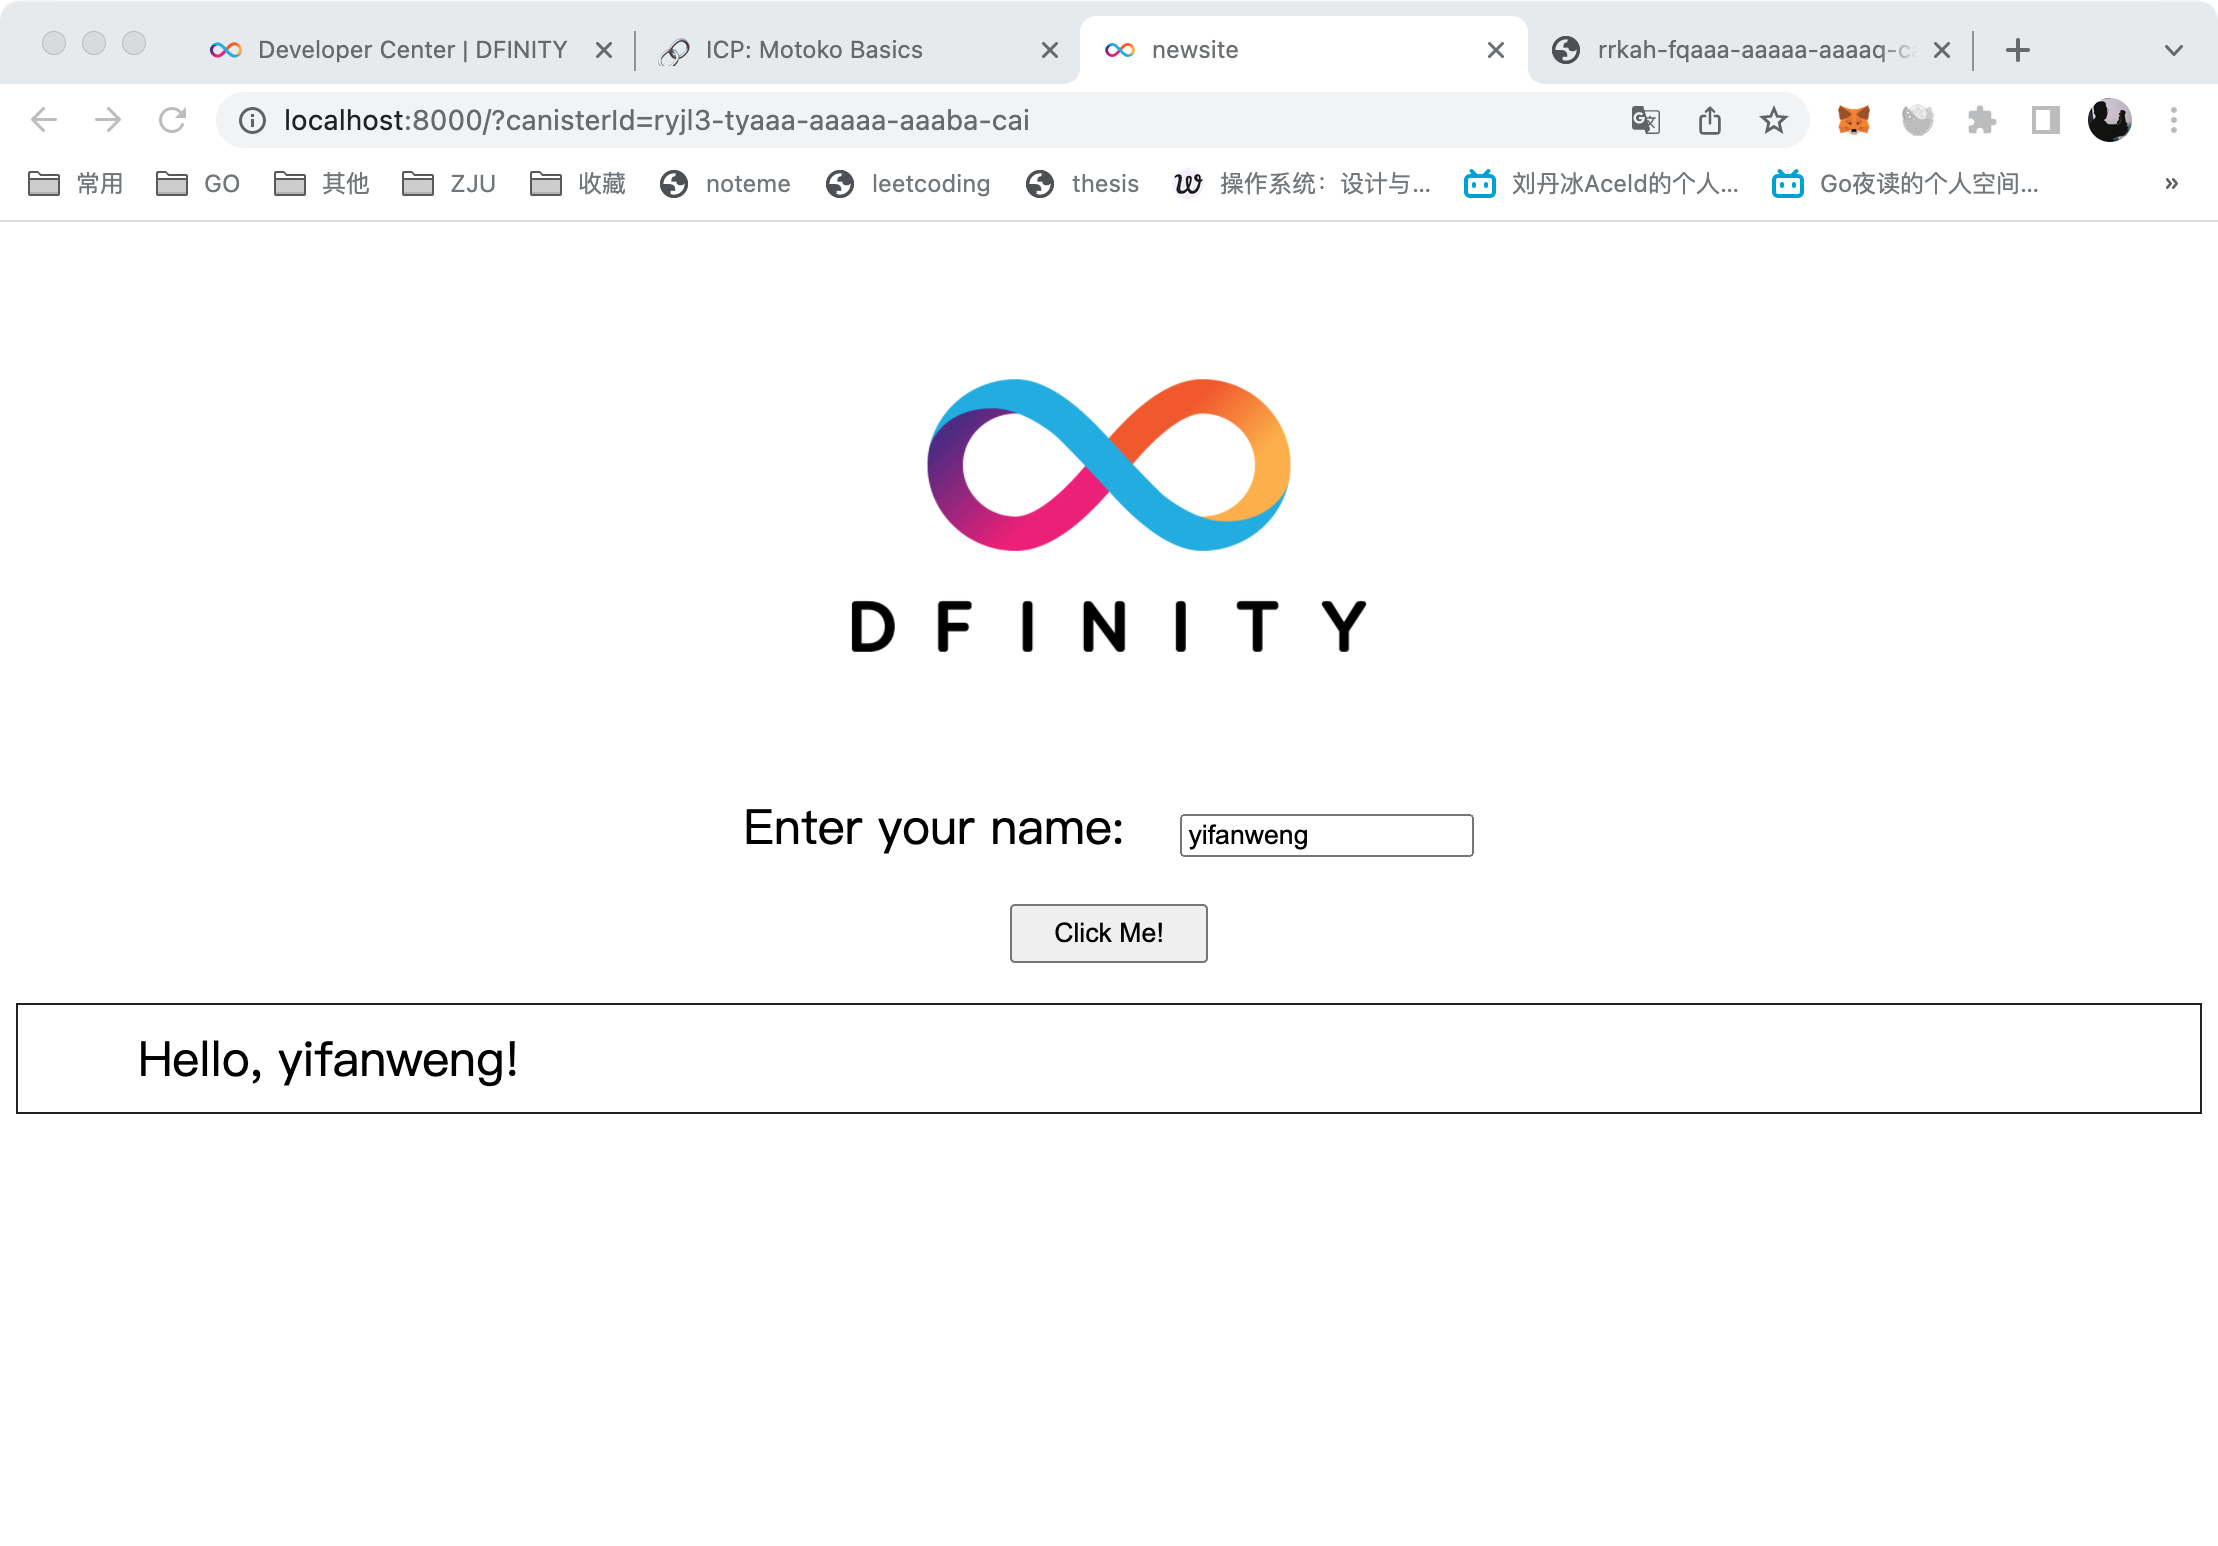 Developer Center | DFINITY
ICP: Motoko Basics
newsite
rrkah-fqaaa-aaaaa-aaaaq-ca
localhost:8000/?canisterId=ryjl3-tyaaa-aaaaa-aaaba-cai
常用 GO 其他 ZJU 收藏 noteme leetcoding thesis 操作系统：设计与... 刘丹冰Aceld的个人... Go夜读的个人空间... »
DFINITY
Enter your name: yifanweng
Click Me!
Hello, yifanweng!